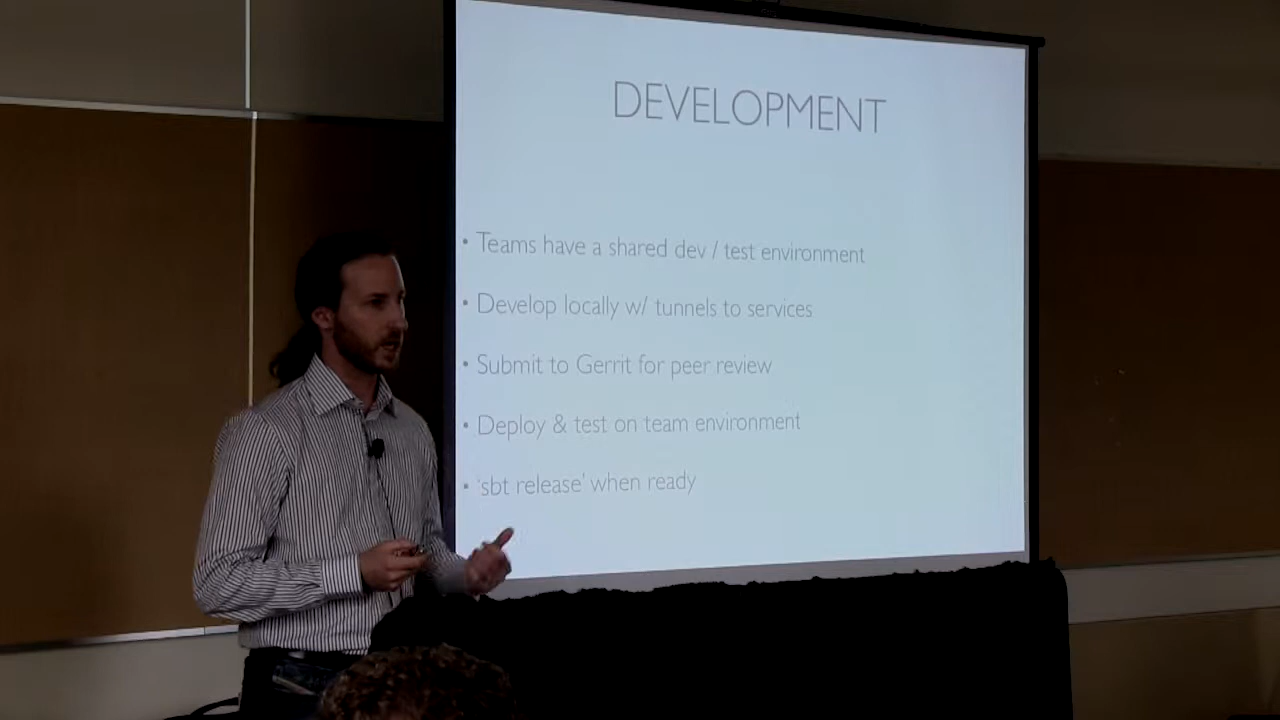 DEVELOPMENT
• Teams have a shared dev / test environment
• Develop locally w/ tunnels to services
• Submit to Gerrit for peer review
• Deploy & test on team environment
• ‘sbt release’ when ready